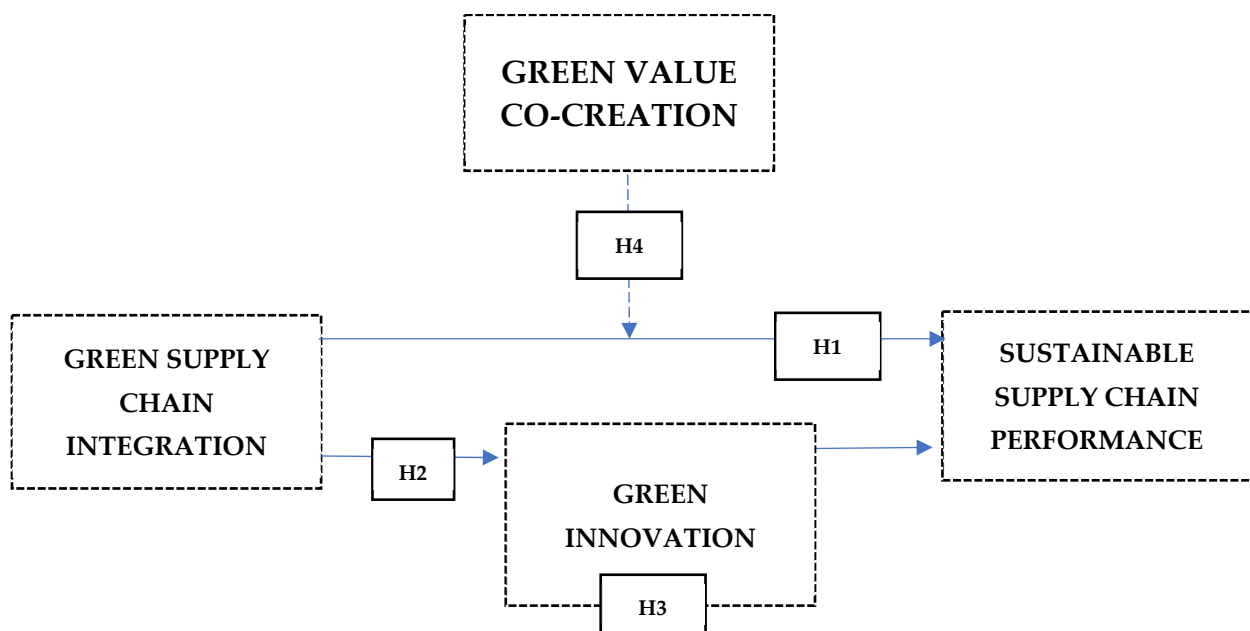 GREEN VALUE
CO-CREATION
H4
GREEN SUPPLY
CHAIN
INTEGRATION
H1
SUSTAINABLE
SUPPLY CHAIN
PERFORMANCE
H2
GREEN
INNOVATION
H3